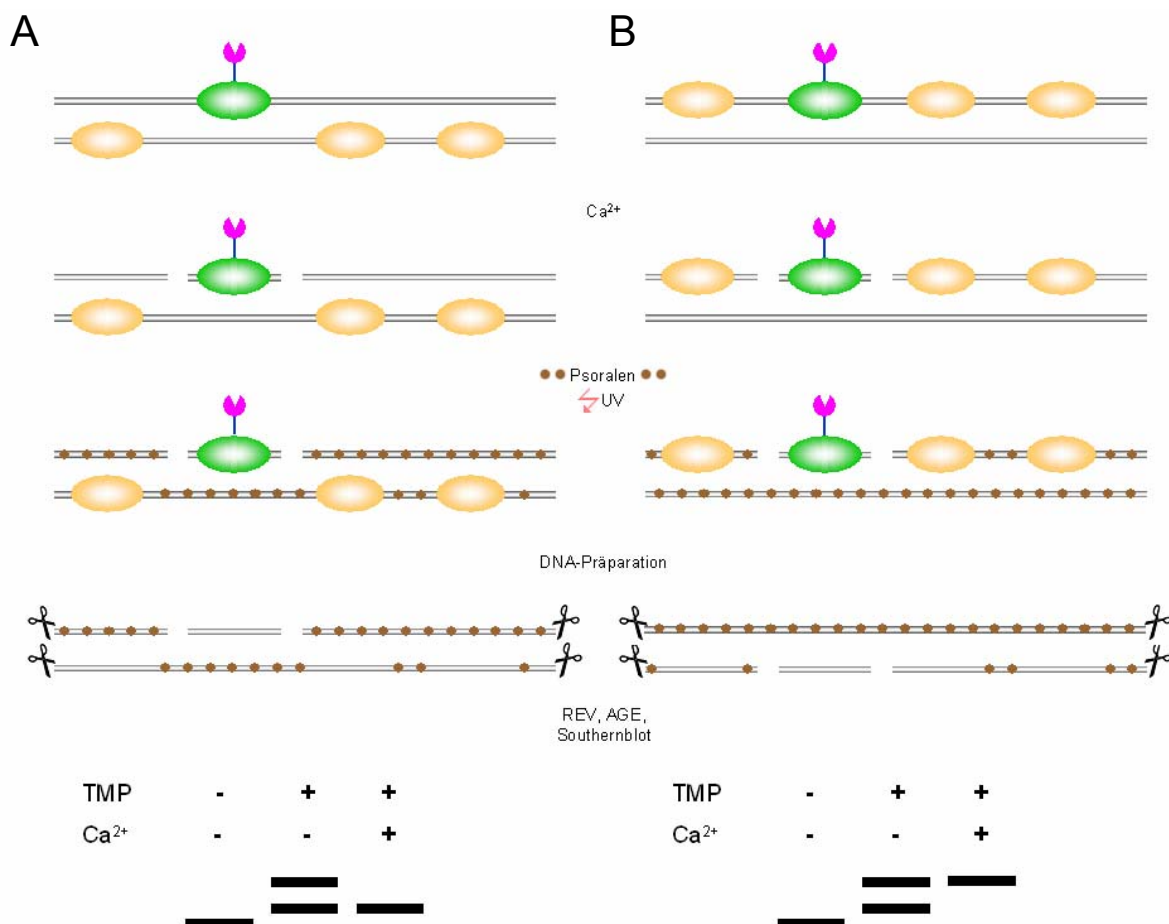 A
B
Ca²⁺
Psoralen
UV
DNA-Präparation
REV, AGE,
Southernblot
TMP - + +
Ca²⁺ - - +
TMP - + +
Ca²⁺ - - +